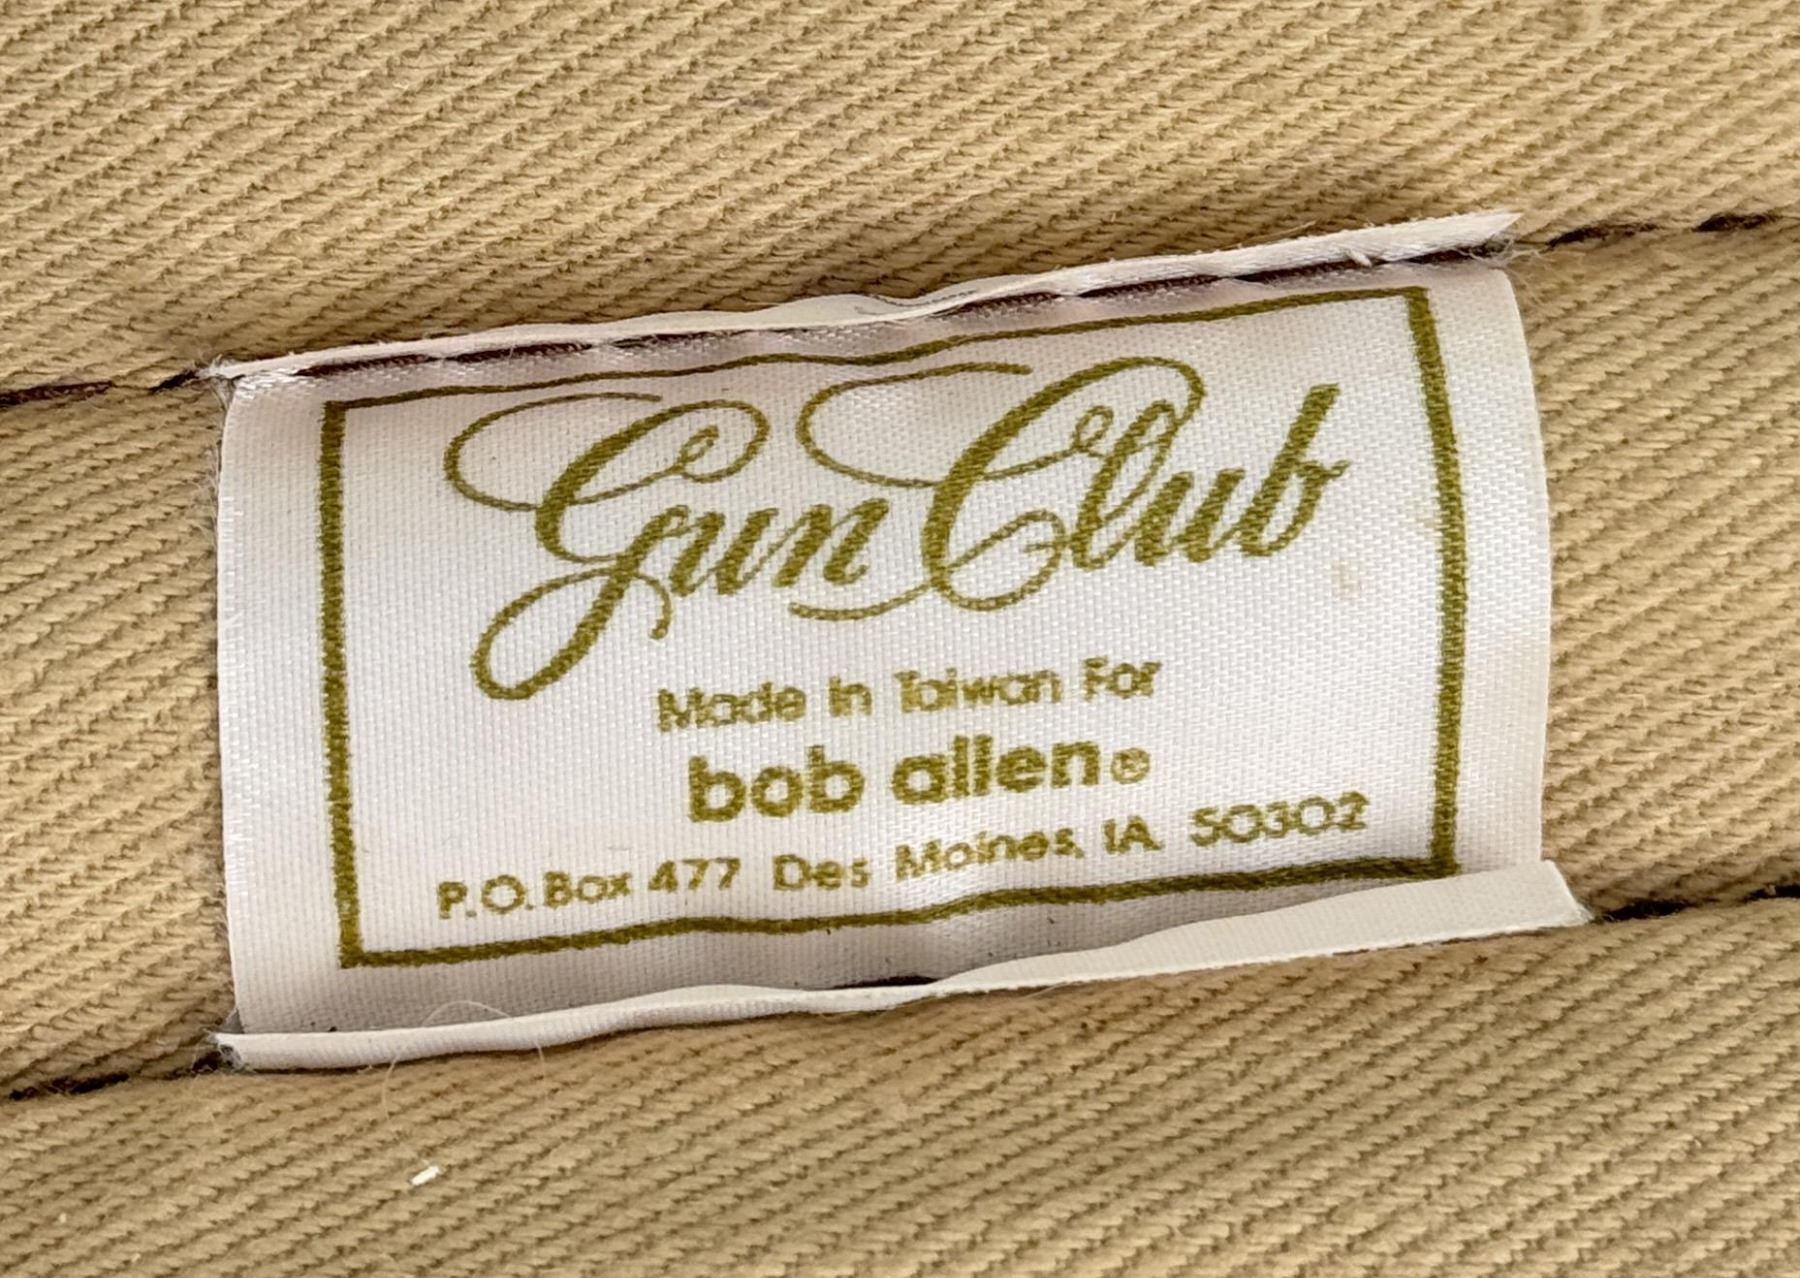 Gun Club
Made In Taiwan For
bob allen®
P.O. Box 477 Des Moines, IA. 50302